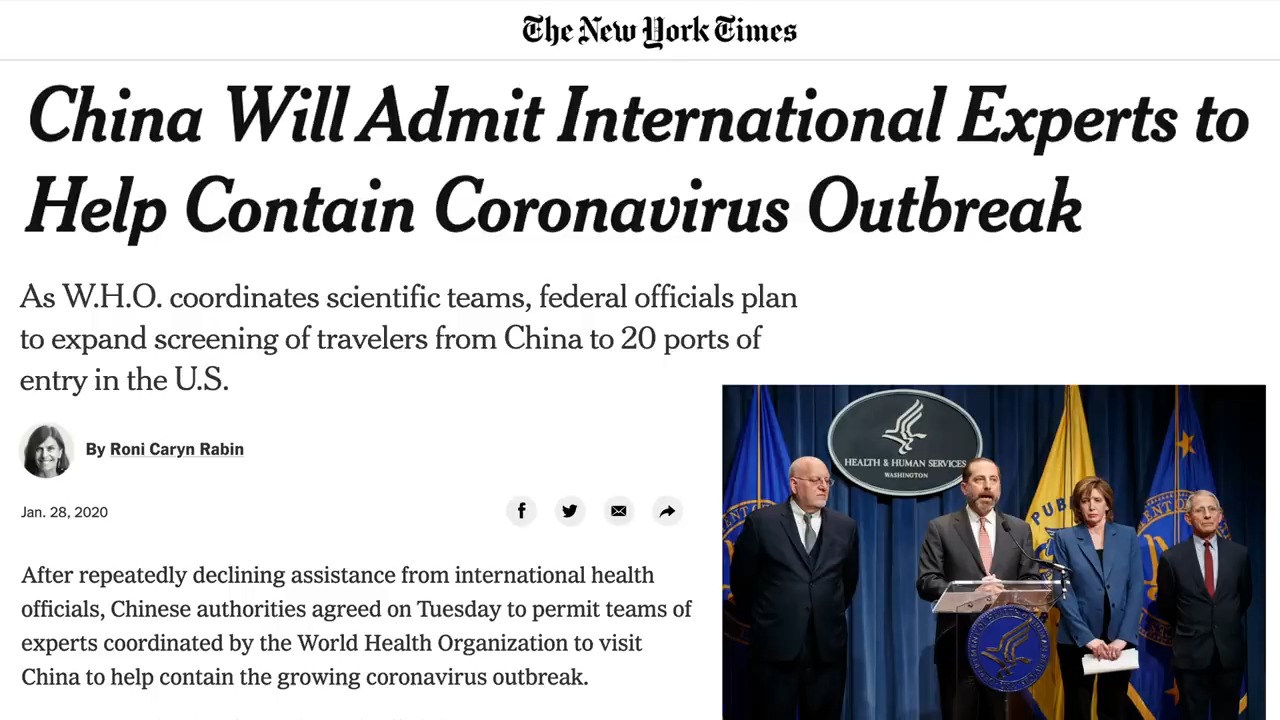 The New York Times
China Will Admit International Experts to
Help Contain Coronavirus Outbreak
As W.H.O. coordinates scientific teams, federal officials plan
to expand screening of travelers from China to 20 ports of
entry in the U.S.
By Roni Caryn Rabin
Jan. 28, 2020
After repeatedly declining assistance from international health
officials, Chinese authorities agreed on Tuesday to permit teams of
experts coordinated by the World Health Organization to visit
China to help contain the growing coronavirus outbreak.
HEALTH & HUMAN SERVICES
WASHINGTON
PUB